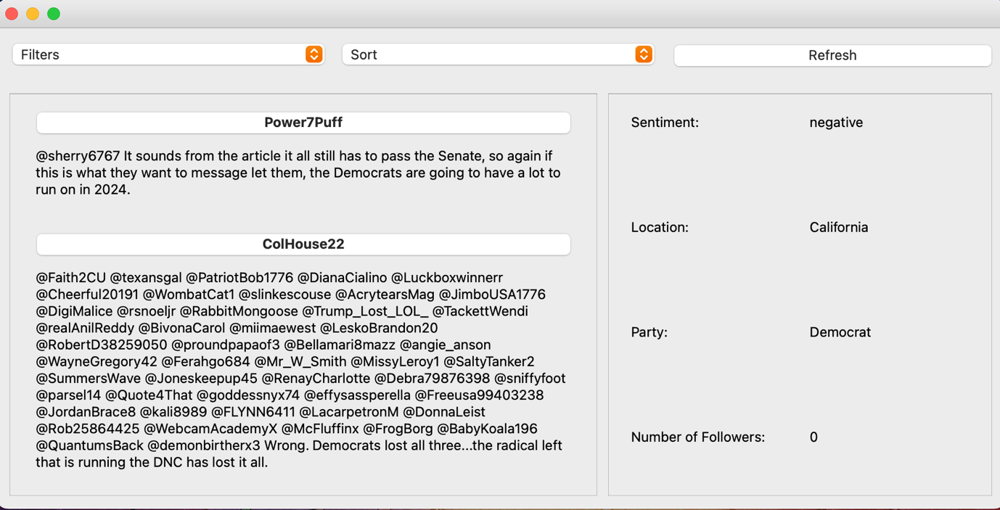 Filters
Sort
Refresh
Power7Puff
@sherry6767 It sounds from the article it all still has to pass the Senate, so again if
this is what they want to message let them, the Democrats are going to have a lot to
run on in 2024.
ColHouse22
@Faith2CU @texansgal @PatriotBob1776 @DianaCialino @Luckboxwinnerr
@Cheerful20191 @WombatCat1 @slinkescouse @AcrytearsMag @JimboUSA1776
@DigiMalice @rsnoeljr @RabbitMongoose @Trump_Lost_LOL_ @TackettWendi
@realAnilReddy @BivonaCarol @miimaewest @LeskoBrandon20
@RobertD38259050 @proundpapaof3 @Bellamari8mazz @angie_anson
@WayneGregory42 @Ferahgo684 @Mr_W_Smith @MissyLeroy1 @SaltyTanker2
@SummersWave @Joneskeepup45 @RenayCharlotte @Debra79876398 @sniffyfoot
@parsel14 @Quote4That @goddessnyx74 @effysassperella @Freeusa99403238
@JordanBrace8 @kali8989 @FLYNN6411 @LacarpetronM @DonnaLeist
@Rob25864425 @WebcamAcademyX @McFluffinx @FrogBorg @BabyKoala196
@QuantumsBack @demonbirtherx3 Wrong. Democrats lost all three...the radical left
that is running the DNC has lost it all.
Sentiment: negative
Location: California
Party: Democrat
Number of Followers: 0